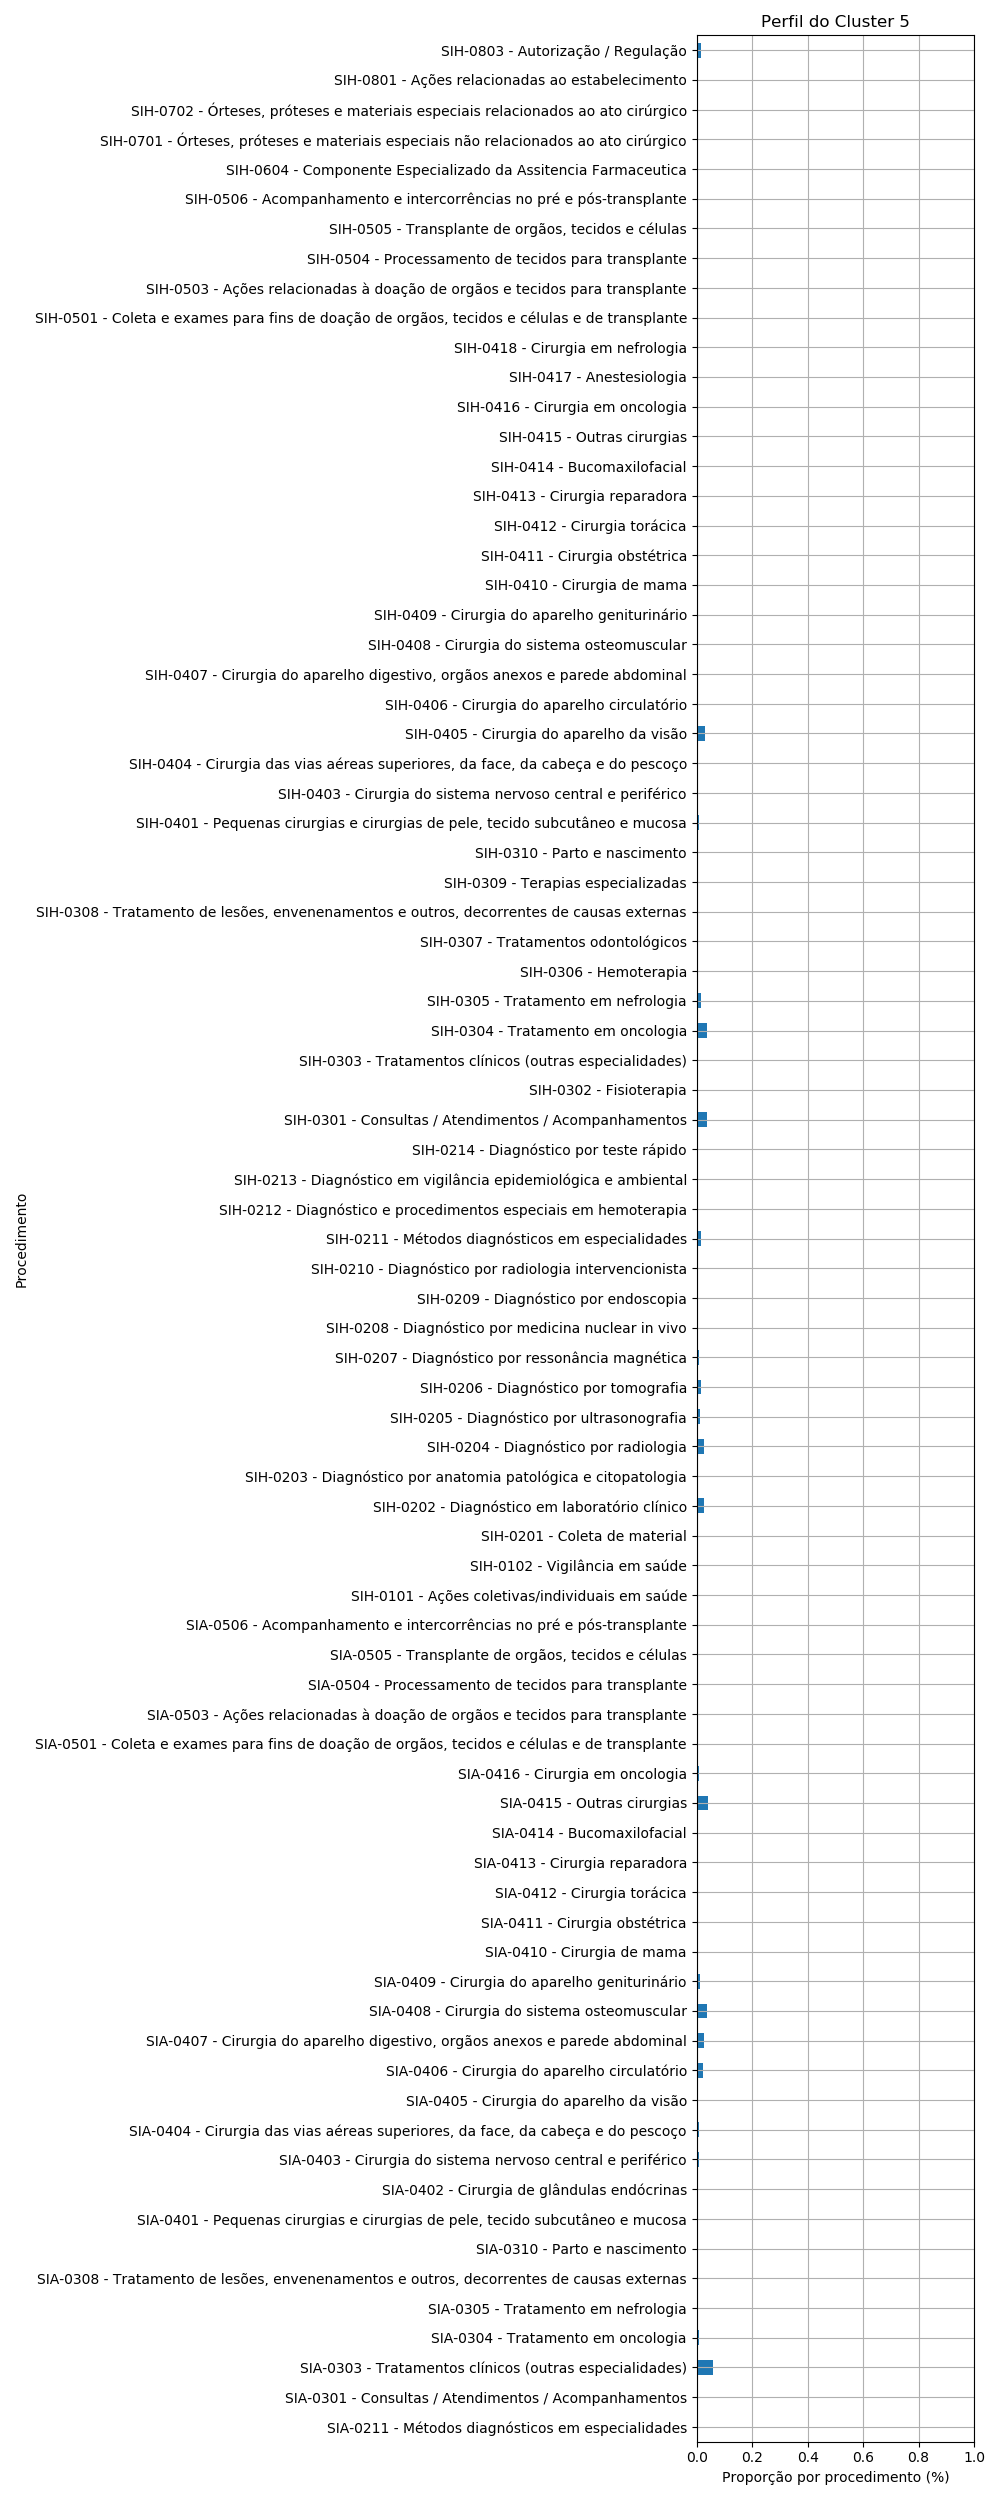 Perfil do Cluster 5
SIH-0803 - Autorização / Regulação
SIH-0801 - Ações relacionadas ao estabelecimento
SIH-0702 - Órteses, próteses e materiais especiais relacionados ao ato cirúrgico
SIH-0701 - Órteses, próteses e materiais especiais não relacionados ao ato cirúrgico
SIH-0604 - Componente Especializado da Assitencia Farmaceutica
SIH-0506 - Acompanhamento e intercorrências no pré e pós-transplante
SIH-0505 - Transplante de orgãos, tecidos e células
SIH-0504 - Processamento de tecidos para transplante
SIH-0503 - Ações relacionadas à doação de orgãos e tecidos para transplante
SIH-0501 - Coleta e exames para fins de doação de orgãos, tecidos e células e de transplante
SIH-0418 - Cirurgia em nefrologia
SIH-0417 - Anestesiologia
SIH-0416 - Cirurgia em oncologia
SIH-0415 - Outras cirurgias
SIH-0414 - Bucomaxilofacial
SIH-0413 - Cirurgia reparadora
SIH-0412 - Cirurgia torácica
SIH-0411 - Cirurgia obstétrica
SIH-0410 - Cirurgia de mama
SIH-0409 - Cirurgia do aparelho geniturinário
SIH-0408 - Cirurgia do sistema osteomuscular
SIH-0407 - Cirurgia do aparelho digestivo, orgãos anexos e parede abdominal
SIH-0406 - Cirurgia do aparelho circulatório
SIH-0405 - Cirurgia do aparelho da visão
SIH-0404 - Cirurgia das vias aéreas superiores, da face, da cabeça e do pescoço
SIH-0403 - Cirurgia do sistema nervoso central e periférico
SIH-0401 - Pequenas cirurgias e cirurgias de pele, tecido subcutâneo e mucosa
SIH-0310 - Parto e nascimento
SIH-0309 - Terapias especializadas
SIH-0308 - Tratamento de lesões, envenenamentos e outros, decorrentes de causas externas
SIH-0307 - Tratamentos odontológicos
SIH-0306 - Hemoterapia
SIH-0305 - Tratamento em nefrologia
SIH-0304 - Tratamento em oncologia
SIH-0303 - Tratamentos clínicos (outras especialidades)
SIH-0302 - Fisioterapia
SIH-0301 - Consultas / Atendimentos / Acompanhamentos
SIH-0214 - Diagnóstico por teste rápido
SIH-0213 - Diagnóstico em vigilância epidemiológica e ambiental
SIH-0212 - Diagnóstico e procedimentos especiais em hemoterapia
SIH-0211 - Métodos diagnósticos em especialidades
SIH-0210 - Diagnóstico por radiologia intervencionista
SIH-0209 - Diagnóstico por endoscopia
SIH-0208 - Diagnóstico por medicina nuclear in vivo
SIH-0207 - Diagnóstico por ressonância magnética
SIH-0206 - Diagnóstico por tomografia
SIH-0205 - Diagnóstico por ultrasonografia
SIH-0204 - Diagnóstico por radiologia
SIH-0203 - Diagnóstico por anatomia patológica e citopatologia
SIH-0202 - Diagnóstico em laboratório clínico
SIH-0201 - Coleta de material
SIH-0102 - Vigilância em saúde
SIH-0101 - Ações coletivas/individuais em saúde
SIA-0506 - Acompanhamento e intercorrências no pré e pós-transplante
SIA-0505 - Transplante de orgãos, tecidos e células
SIA-0504 - Processamento de tecidos para transplante
SIA-0503 - Ações relacionadas à doação de orgãos e tecidos para transplante
SIA-0501 - Coleta e exames para fins de doação de orgãos, tecidos e células e de transplante
SIA-0416 - Cirurgia em oncologia
SIA-0415 - Outras cirurgias
SIA-0414 - Bucomaxilofacial
SIA-0413 - Cirurgia reparadora
SIA-0412 - Cirurgia torácica
SIA-0411 - Cirurgia obstétrica
SIA-0410 - Cirurgia de mama
SIA-0409 - Cirurgia do aparelho geniturinário
SIA-0408 - Cirurgia do sistema osteomuscular
SIA-0407 - Cirurgia do aparelho digestivo, orgãos anexos e parede abdominal
SIA-0406 - Cirurgia do aparelho circulatório
SIA-0405 - Cirurgia do aparelho da visão
SIA-0404 - Cirurgia das vias aéreas superiores, da face, da cabeça e do pescoço
SIA-0403 - Cirurgia do sistema nervoso central e periférico
SIA-0402 - Cirurgia de glândulas endócrinas
SIA-0401 - Pequenas cirurgias e cirurgias de pele, tecido subcutâneo e mucosa
SIA-0310 - Parto e nascimento
SIA-0308 - Tratamento de lesões, envenenamentos e outros, decorrentes de causas externas
SIA-0305 - Tratamento em nefrologia
SIA-0304 - Tratamento em oncologia
SIA-0303 - Tratamentos clínicos (outras especialidades)
SIA-0301 - Consultas / Atendimentos / Acompanhamentos
SIA-0211 - Métodos diagnósticos em especialidades
Procedimento
0.0 0.2 0.4 0.6 0.8 1.0
Proporção por procedimento (%)